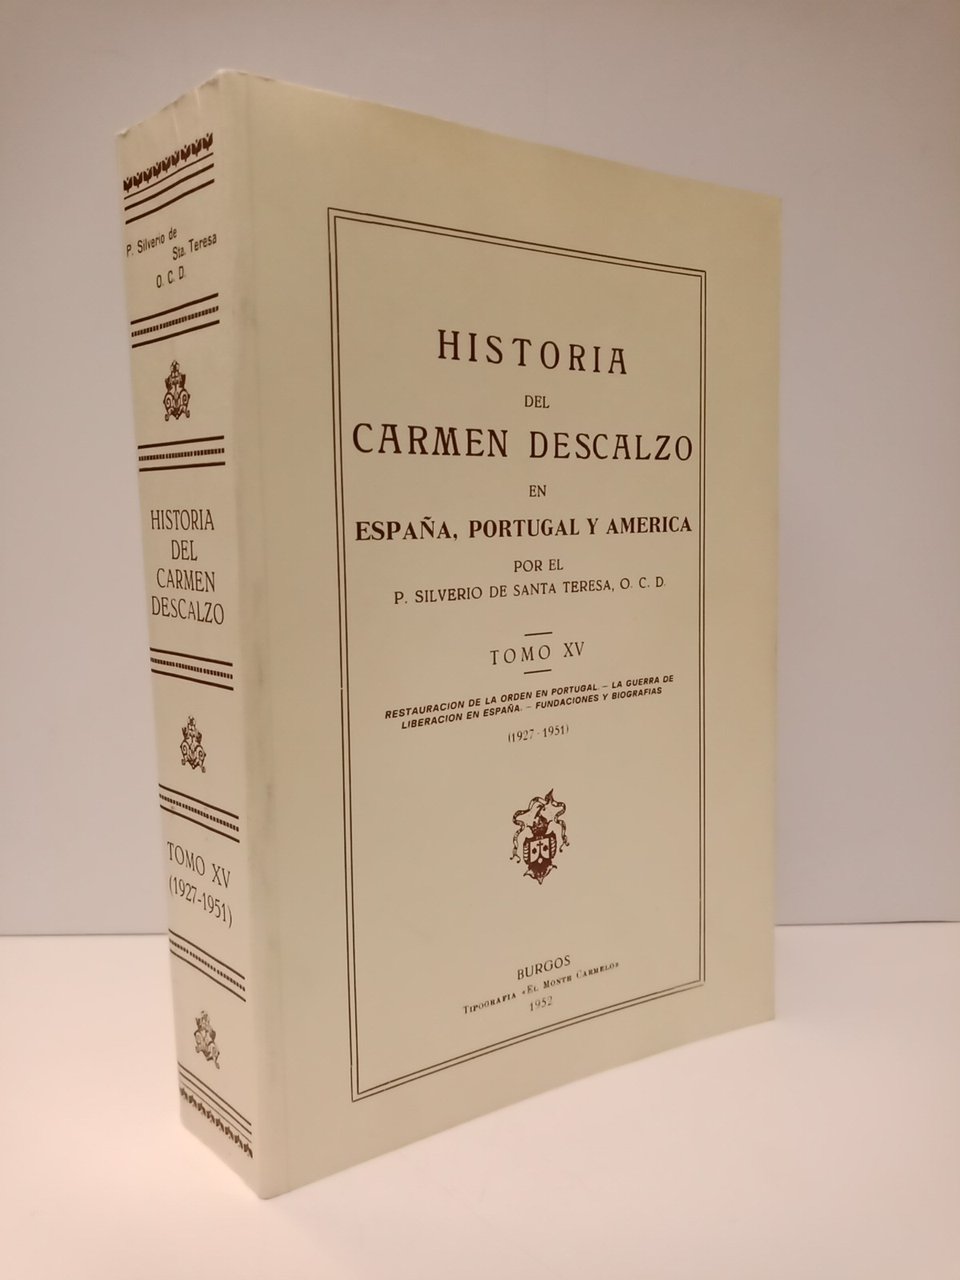 P. Silverio de
Sta. Teresa
O. C. D.
HISTORIA
DEL
CARMEN
DESCALZO
TOMO XV
(1927-1951)
HISTORIA
DEL
CARMEN DESCALZO
EN
ESPAÑA, PORTUGAL Y AMERICA
POR EL
P. SILVERIO DE SANTA TERESA, O. C. D.
TOMO XV
RESTAURACION DE LA ORDEN EN PORTUGAL. – LA GUERRA DE
LIBERACION EN ESPAÑA. – FUNDACIONES Y BIOGRAFIAS
(1927-1951)
BURGOS
TIPOGRAFIA «EL MONTE CARMELO»
1952